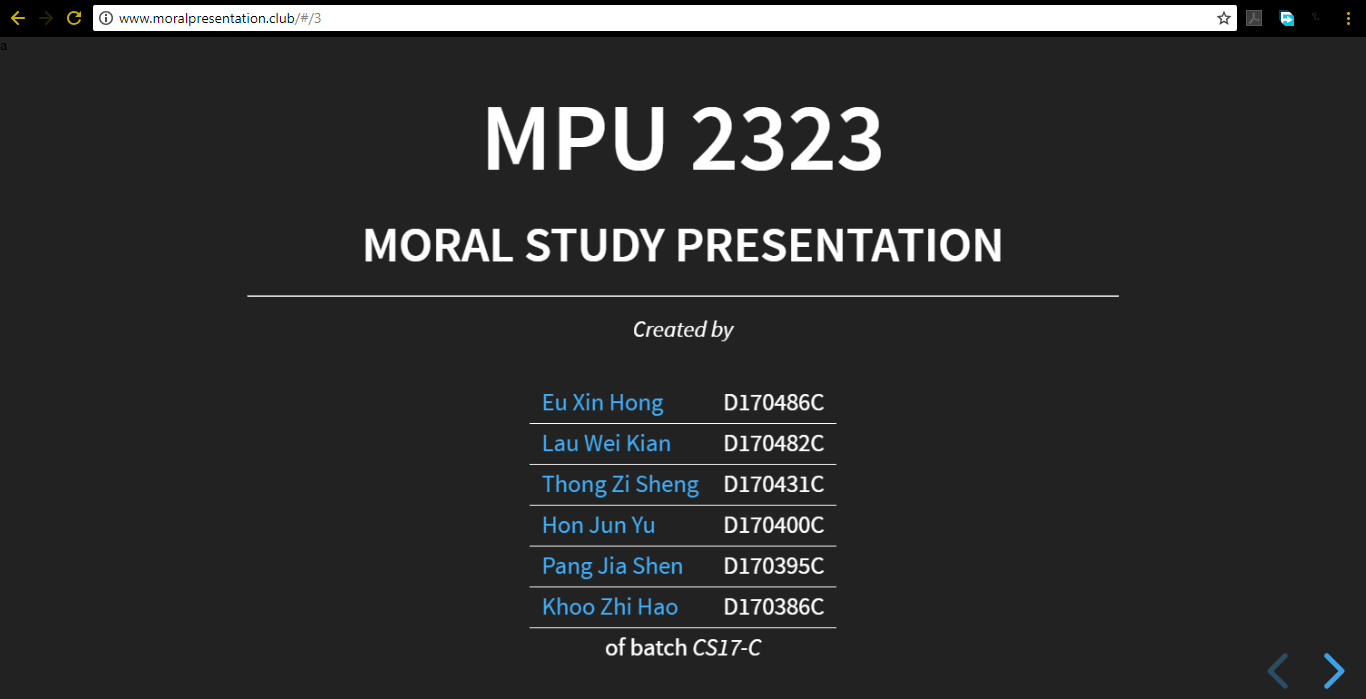 www.moralpresentation.club/#/3
a
MPU 2323
MORAL STUDY PRESENTATION
Created by
Eu Xin Hong D170486C
Lau Wei Kian D170482C
Thong Zi Sheng D170431C
Hon Jun Yu D170400C
Pang Jia Shen D170395C
Khoo Zhi Hao D170386C
of batch CS17-C